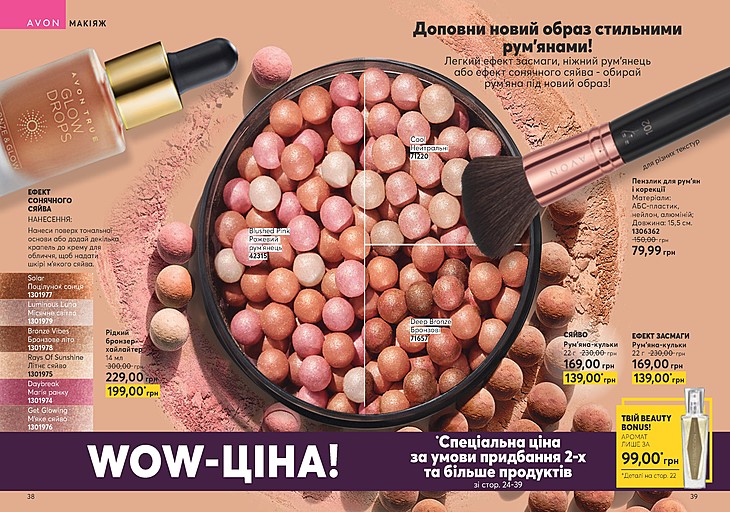 AVON МАКІЯЖ
Доповни новий образ стильними
рум'янами!
Легкий ефект засмаги, ніжний рум'янець
або ефект сонячного сяйва - обирай
рум'яна під новий образ!
AVON TRUE
GLOW
DROPS
BRONZE & GLOW
AVON
102
для різних текстур
Cool
Нейтральні
71220
Blushed Pink
Рожевий
рум'янець
42315
Deep Bronze
Бронзові
71657
ЕФЕКТ
СОНЯЧНОГО
СЯЙВА
НАНЕСЕННЯ:
Нанеси поверх тональної
основи або додай декілька
крапель до крему для
обличчя, щоб надати
шкірі м'якого сяйва.
Solar
Поцілунок сонця
1301977
Luminous Luna
Місячне світло
1301979
Bronze Vibes
Бронзове літо
1301978
Rays Of Sunshine
Літнє сяйво
1301975
Daybreak
Магія ранку
1301974
Get Glowing
М'яке сяйво
1301976
Рідкий
бронзер-
хайлайтер
14 мл
300,00 грн
229,00 грн
199,00* грн
Пензлик для рум'ян
і корекції
Матеріали:
АБС-пластик,
нейлон, алюміній;
Довжина: 15,5 см.
1306362
150,00 грн
79,99 грн
СЯЙВО
Рум'яна-кульки
22 г 230,00 грн
169,00 грн
139,00* грн
ЕФЕКТ ЗАСМАГИ
Рум'яна-кульки
22 г 230,00 грн
169,00 грн
139,00* грн
ТВІЙ BEAUTY
BONUS!
АРОМАТ
ЛИШЕ ЗА
99,00* грн
*Деталі на стор. 22
WOW-ЦІНА!
*Спеціальна ціна
за умови придбання 2-х
та більше продуктів
зі стор. 24-39
38
39